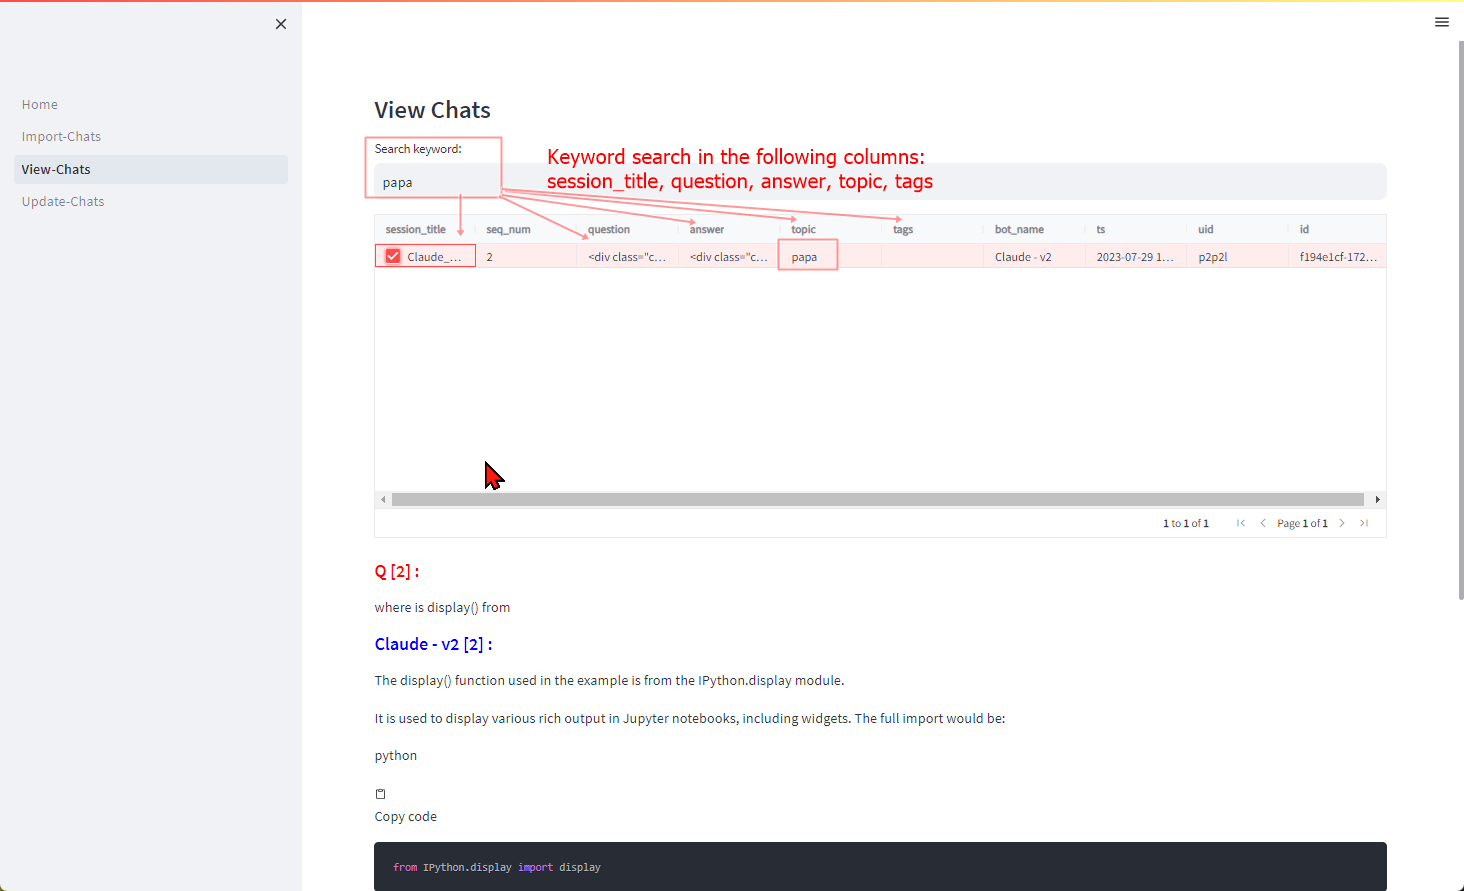 Home
Import-Chats
View-Chats
Update-Chats
View Chats
Search keyword:
papa
Keyword search in the following columns:
session_title, question, answer, topic, tags
session_title seq_num question answer topic tags bot_name ts uid id
Claude_... 2 <div class="c... <div class="c... papa Claude - v2 2023-07-29 1... p2p2l f194e1cf-172...
1 to 1 of 1 Page 1 of 1
Q [2] :
where is display() from
Claude - v2 [2] :
The display() function used in the example is from the IPython.display module.
It is used to display various rich output in Jupyter notebooks, including widgets. The full import would be:
python
Copy code
from IPython.display import display